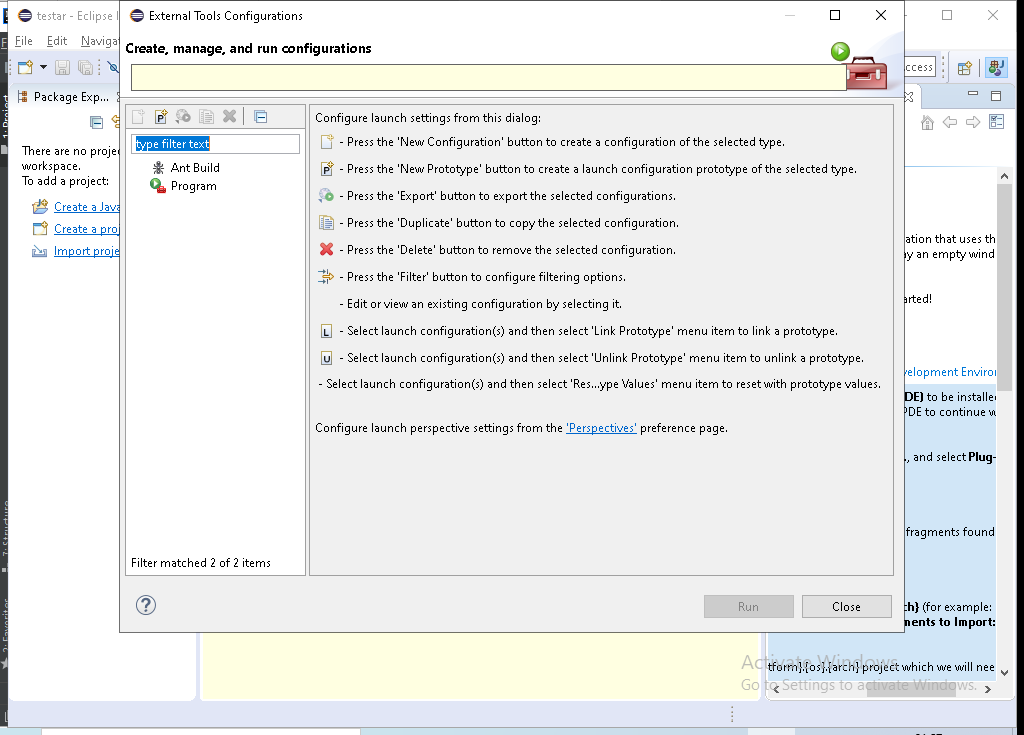 testar - Eclipse I
External Tools Configurations
File Edit Navigat
Create, manage, and run configurations
ccess
Package Exp...
1: Project
type filter text
Ant Build
Program
Filter matched 2 of 2 items
Configure launch settings from this dialog:
- Press the 'New Configuration' button to create a configuration of the selected type.
- Press the 'New Prototype' button to create a launch configuration prototype of the selected type.
- Press the 'Export' button to export the selected configurations.
- Press the 'Duplicate' button to copy the selected configuration.
- Press the 'Delete' button to remove the selected configuration.
- Press the 'Filter' button to configure filtering options.
- Edit or view an existing configuration by selecting it.
L - Select launch configuration(s) and then select 'Link Prototype' menu item to link a prototype.
U - Select launch configuration(s) and then select 'Unlink Prototype' menu item to unlink a prototype.
- Select launch configuration(s) and then select 'Res...ype Values' menu item to reset with prototype values.
Configure launch perspective settings from the 'Perspectives' preference page.
Run
Close
There are no projec
workspace.
To add a project:
Create a Java
Create a proj
Import proje
ation that uses th
ay an empty wind
arted!
velopment Environ
DE) to be installe
PDE to continue w
., and select Plug-
fragments found
ch} (for example:
nents to Import:
tform}.{os}.{arch} project which we will nee
7: Structure
2: Favorites
Activate Windows
Go to Settings to activate Windows.